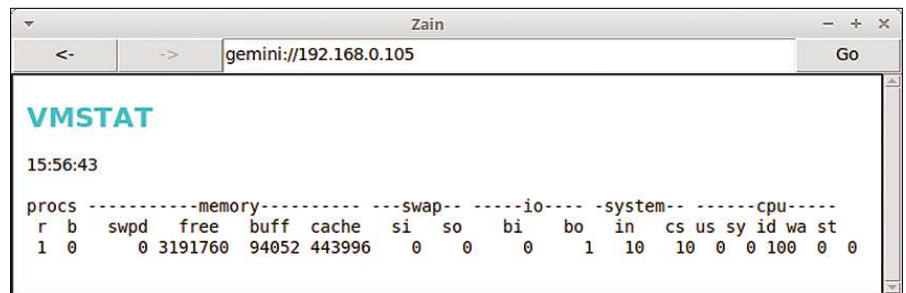 Zain
<- -> gemini://192.168.0.105 Go
VMSTAT
15:56:43
procs -----------memory---------- ---swap-- -----io---- -system-- ------cpu-----
 r  b   swpd   free   buff  cache   si   so    bi    bo   in   cs us sy id wa st
 1  0      0 3191760  94052 443996    0    0     0     1   10   10  0  0 100  0  0